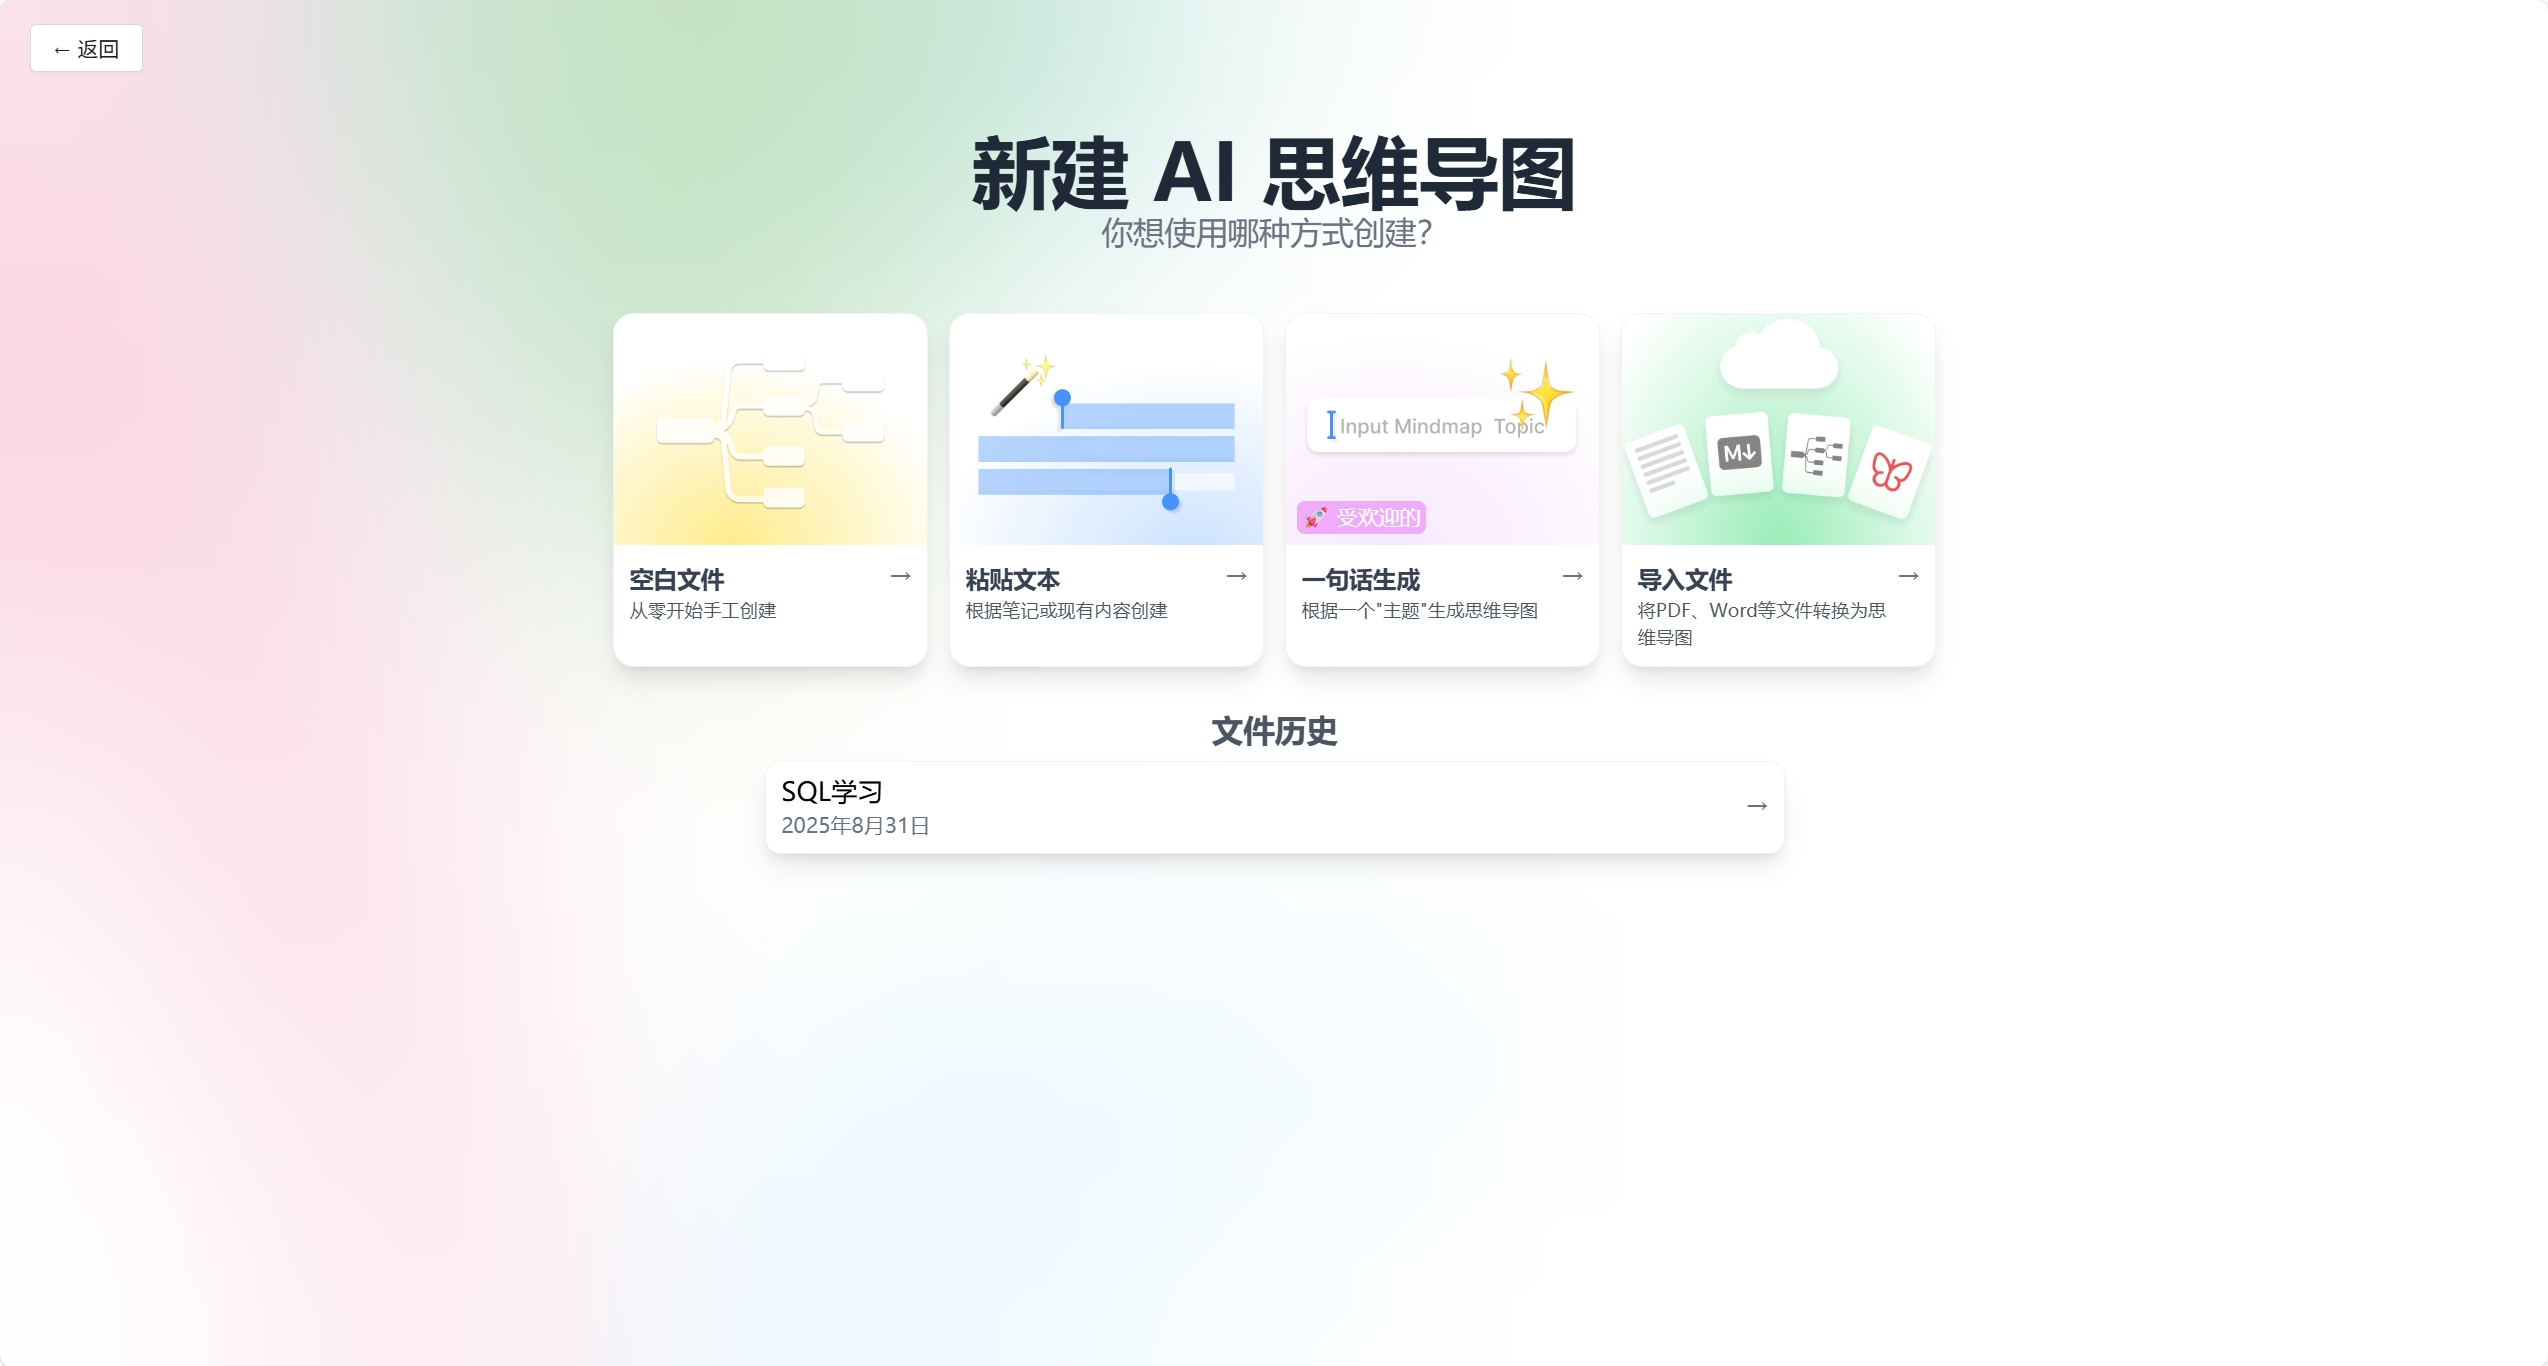 ← 返回
新建 AI 思维导图
你想使用哪种方式创建？
Input Mindmap Topic
🚀 受欢迎的
M↓
空白文件 →
从零开始手工创建
粘贴文本 →
根据笔记或现有内容创建
一句话生成 →
根据一个"主题"生成思维导图
导入文件 →
将PDF、Word等文件转换为思
维导图
文件历史
SQL学习
2025年8月31日
→